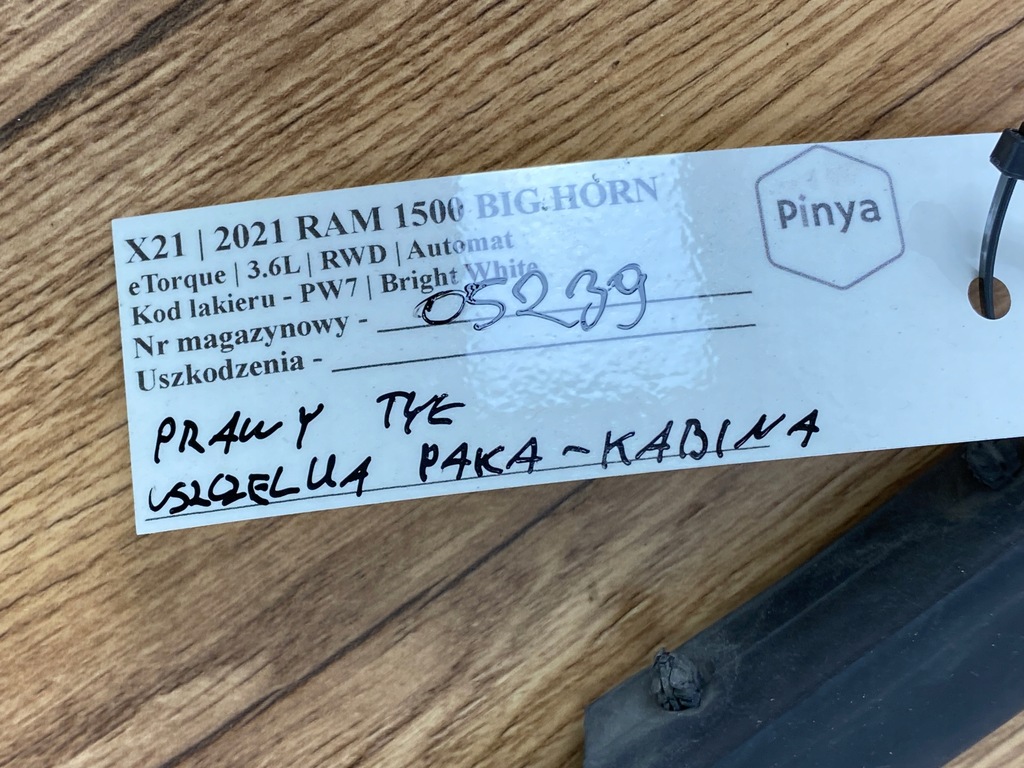 X21 | 2021 RAM 1500 BIG HORN
eTorque | 3.6L | RWD | Automat
Kod lakieru - PW7 | Bright White
Nr magazynowy - 05239
Uszkodzenia -
PRAWY TYŁ
USZCZELKA PAKA-KABINA
Pinya